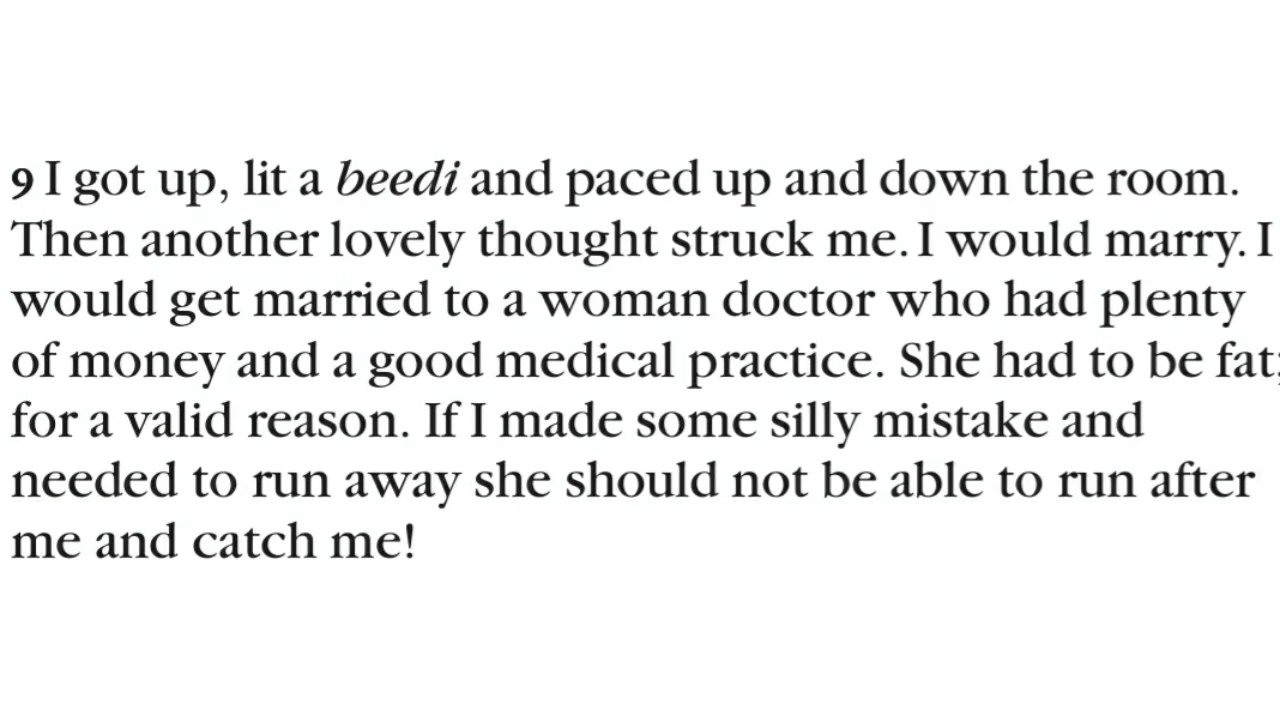 9 I got up, lit a beedi and paced up and down the room.
Then another lovely thought struck me. I would marry. I
would get married to a woman doctor who had plenty
of money and a good medical practice. She had to be fat;
for a valid reason. If I made some silly mistake and
needed to run away she should not be able to run after
me and catch me!